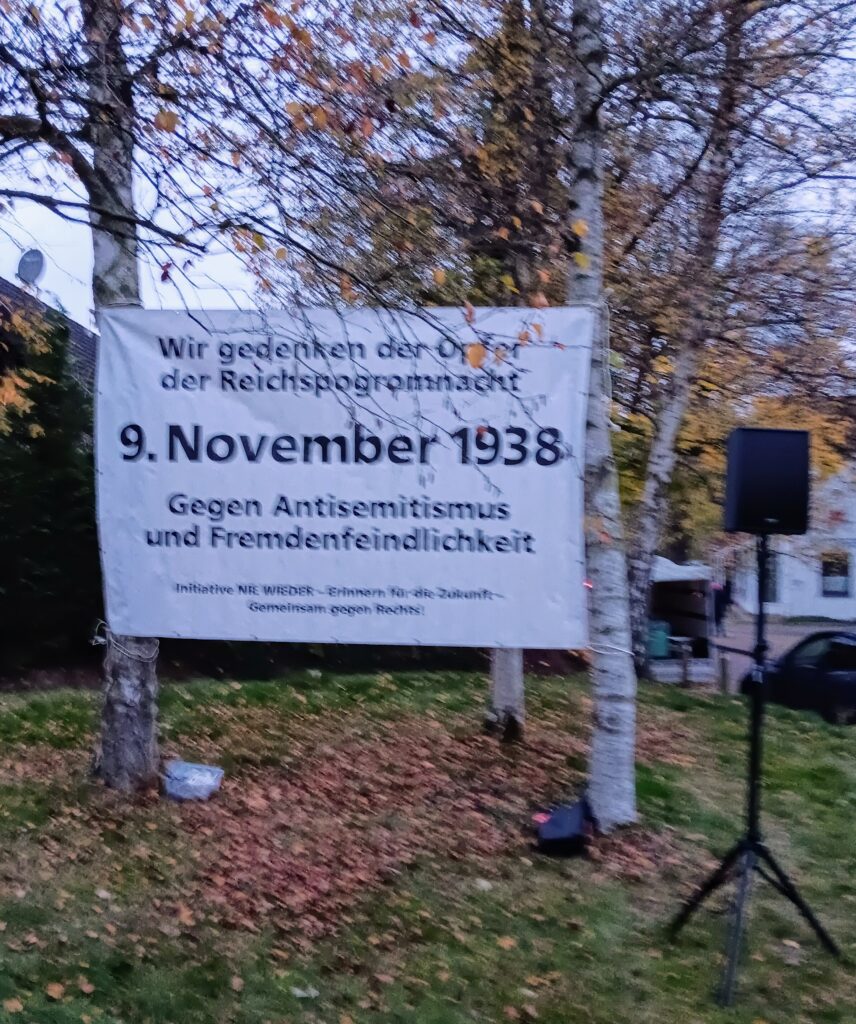 Wir gedenken der Opfer
der Reichspogromnacht
9. November 1938
Gegen Antisemitismus
und Fremdenfeindlichkeit
Initiative NIE WIEDER – Erinnern für die Zukunft –
Gemeinsam gegen Rechts!